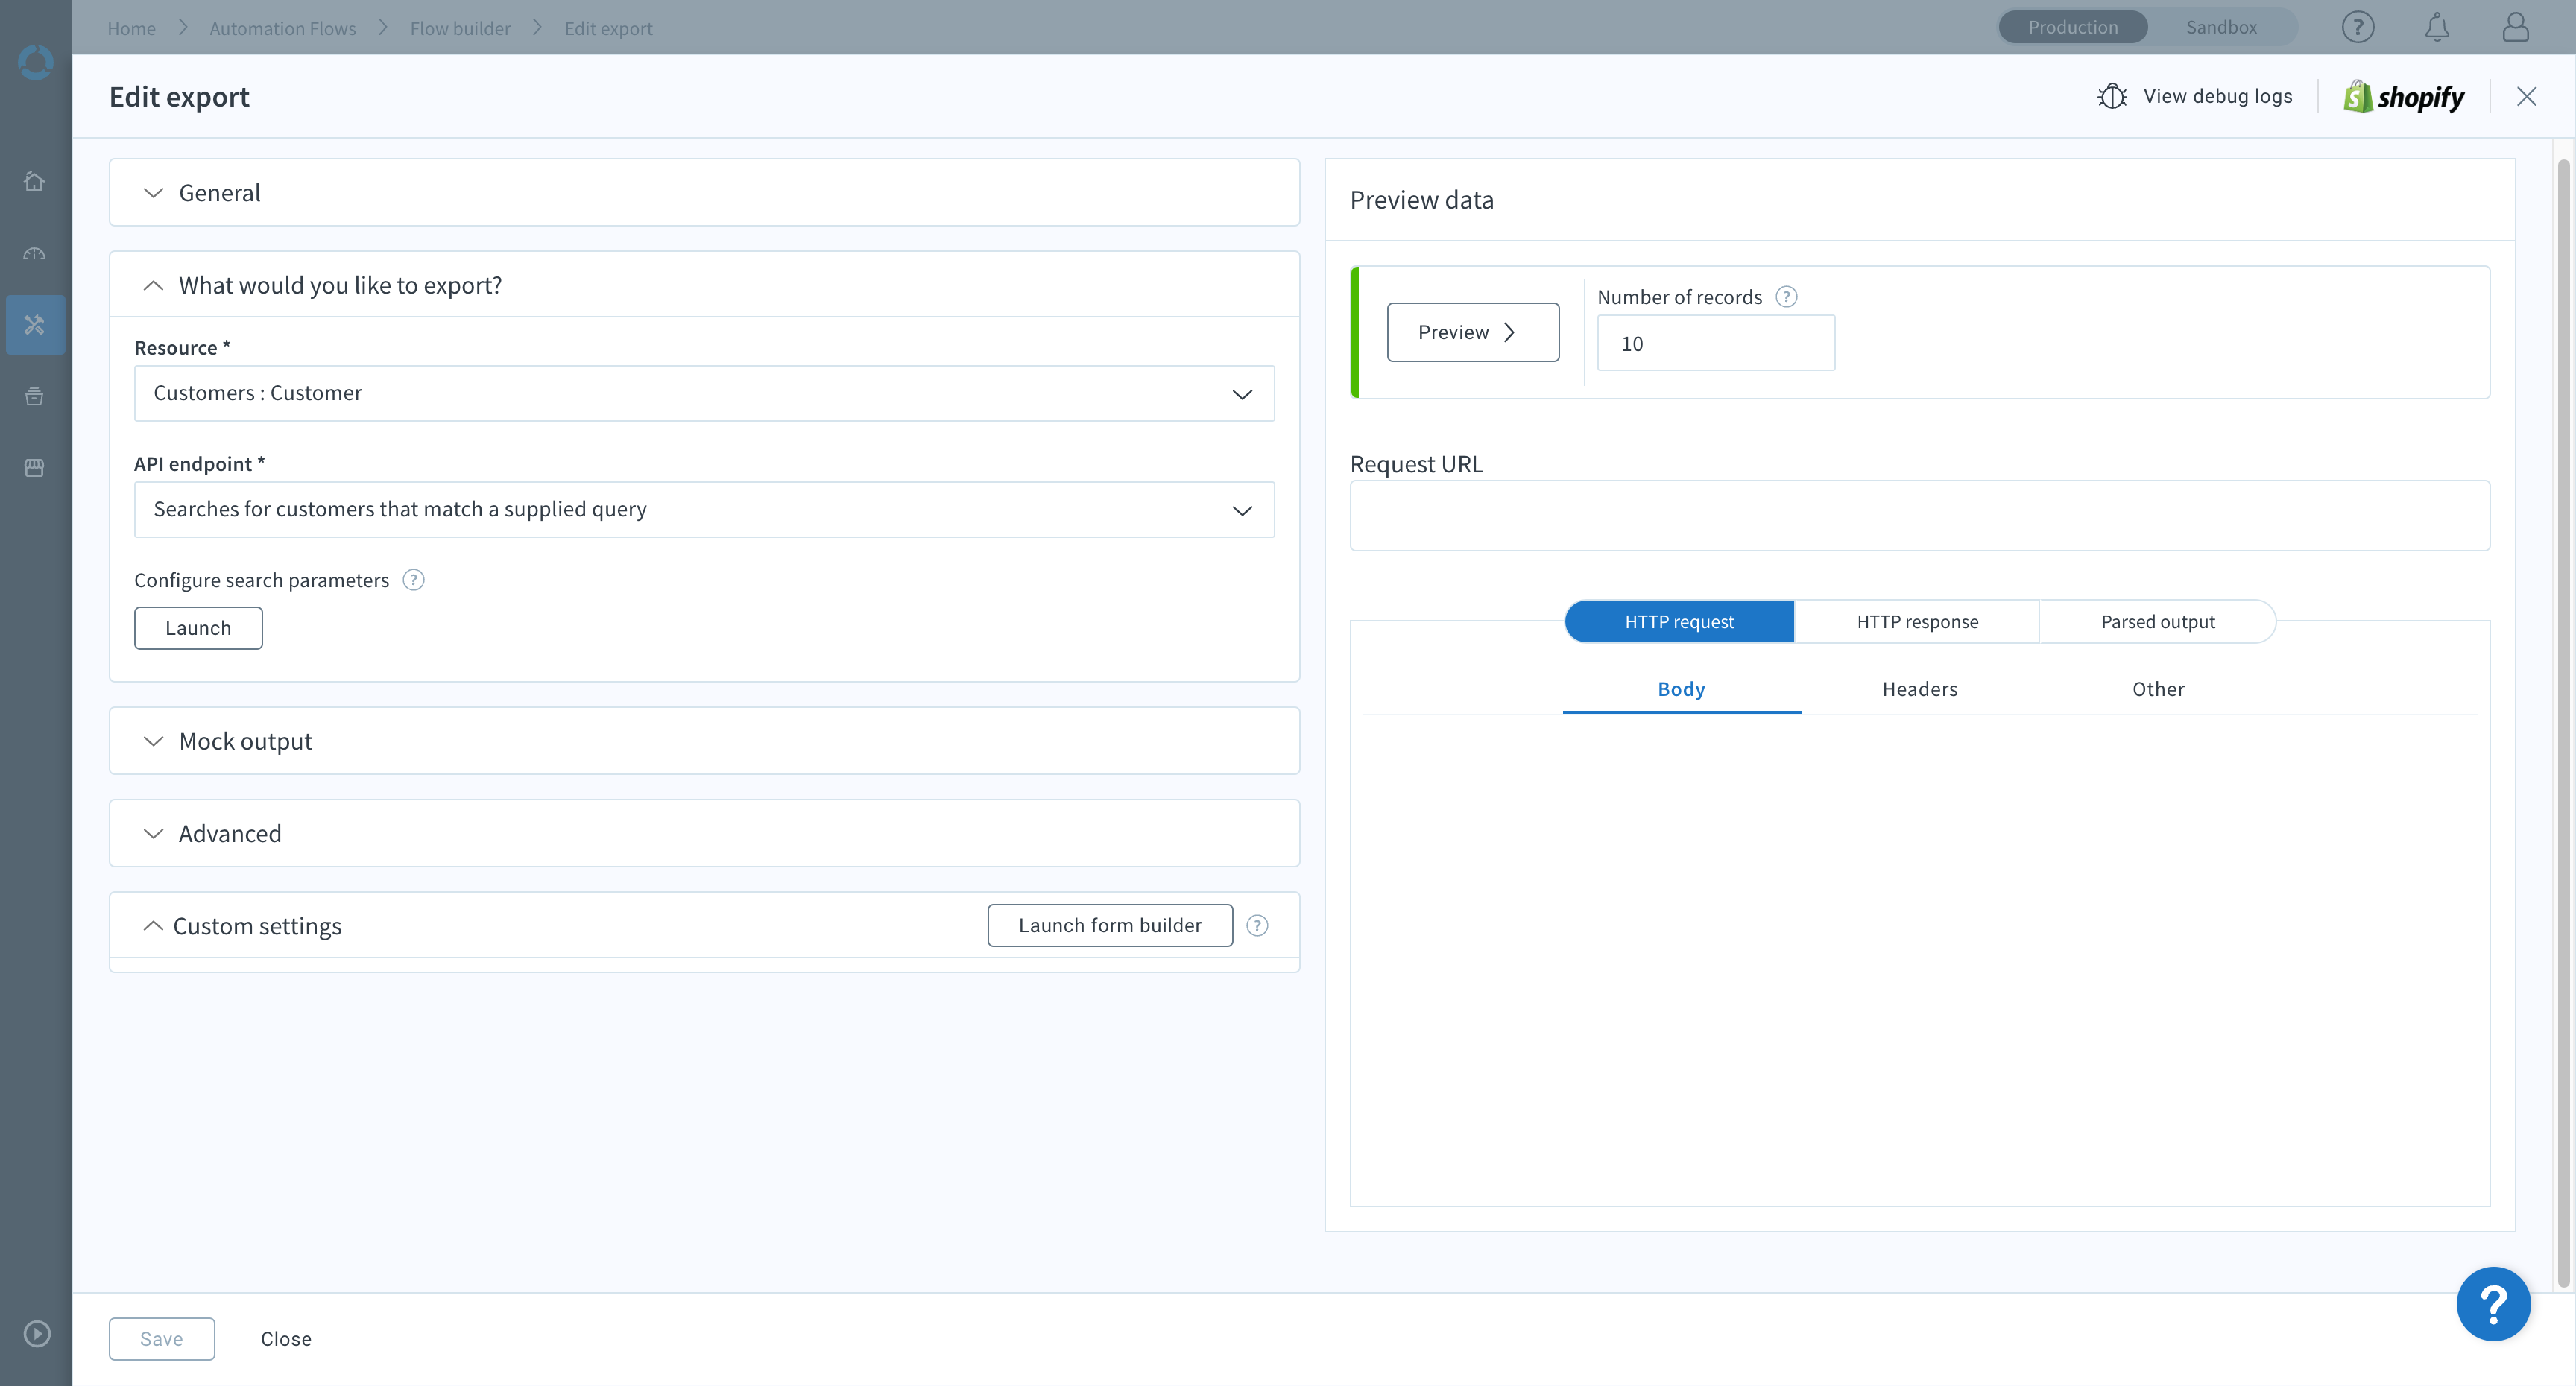 Home
Automation Flows
Flow builder
Edit export
Production
Sandbox
?
Edit export
View debug logs
shopify
General
What would you like to export?
Resource *
Customers : Customer
API endpoint *
Searches for customers that match a supplied query
Configure search parameters ?
Launch
Mock output
Advanced
Custom settings
Launch form builder
?
Preview data
Preview
Number of records ?
10
Request URL
HTTP request
HTTP response
Parsed output
Body
Headers
Other
Save
Close
?